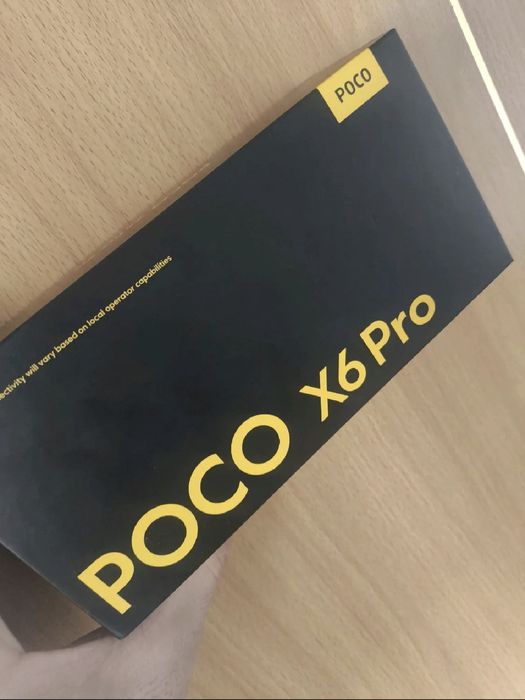 POCO
ectivity will vary based on local operator capabilities
POCO X6 Pro